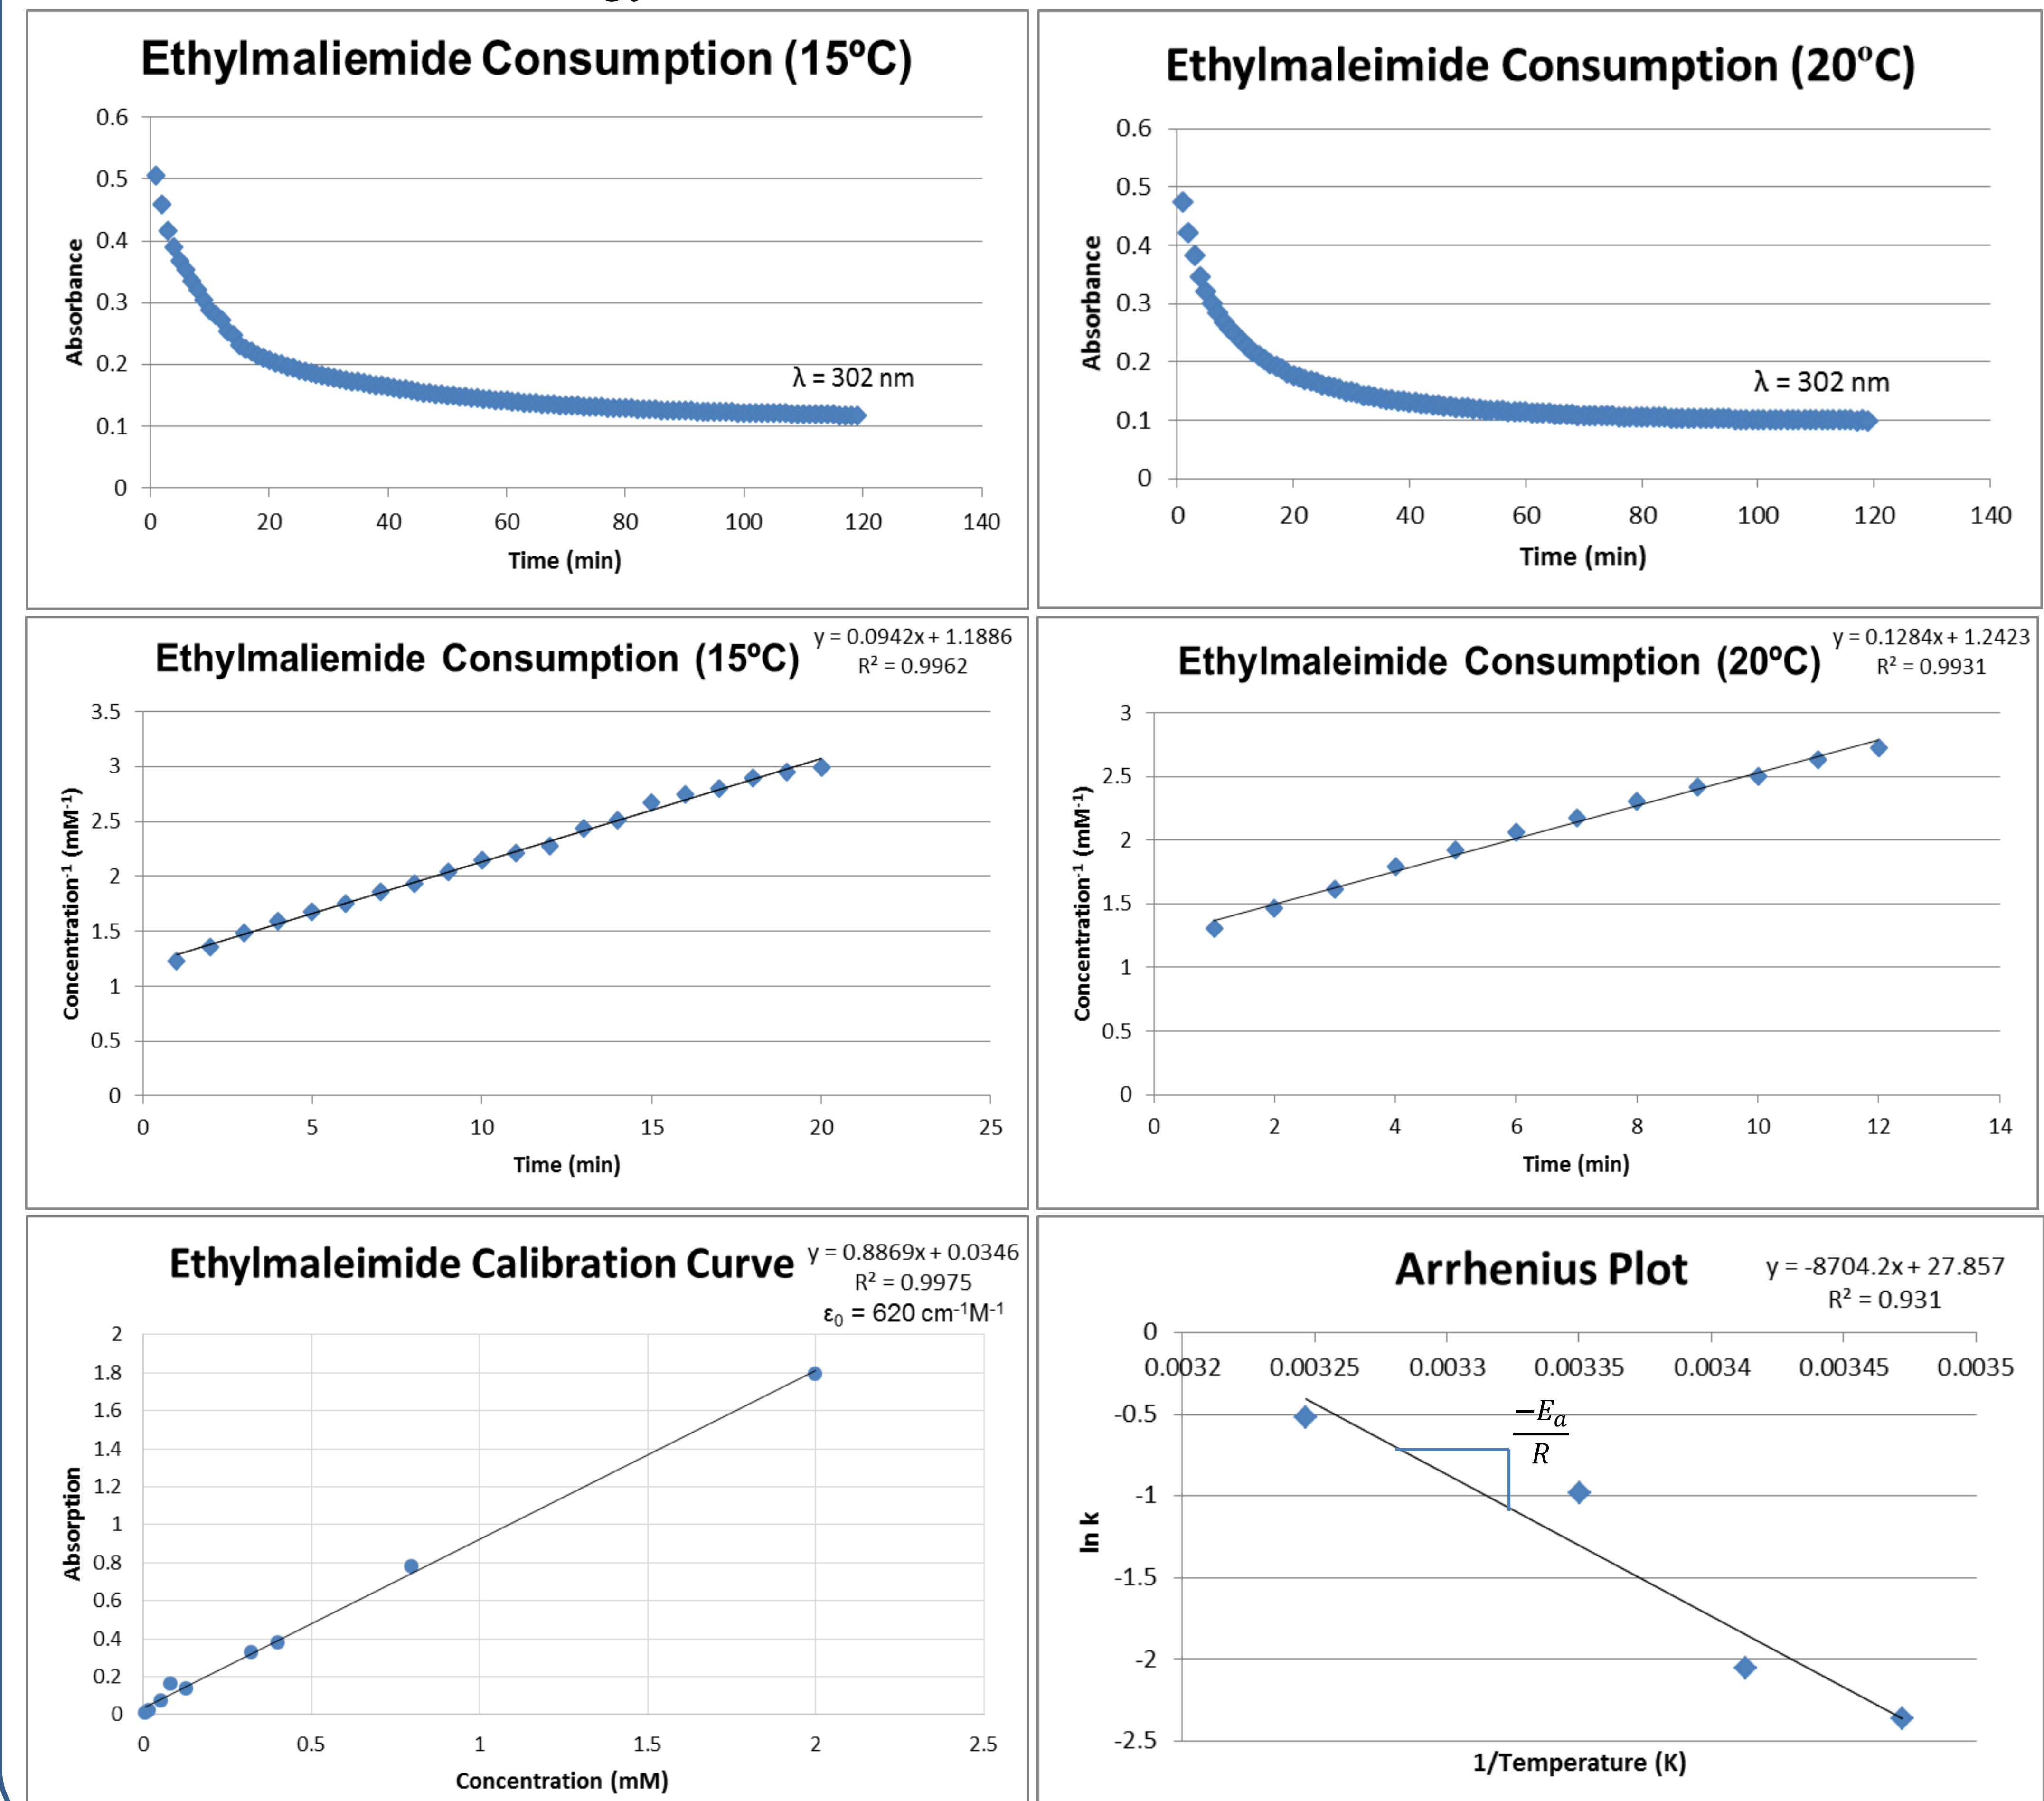 Ethylmaliemide Consumption (15ºC)
0.6
0.5
0.4
0.3
0.2
0.1
0
Absorbance
λ = 302 nm
0 20 40 60 80 100 120 140
Time (min)
Ethylmaleimide Consumption (20ºC)
0.6
0.5
0.4
0.3
0.2
0.1
0
Absorbance
λ = 302 nm
0 20 40 60 80 100 120 140
Time (min)
Ethylmaliemide Consumption (15ºC)
y = 0.0942x + 1.1886
R² = 0.9962
3.5
3
2.5
2
1.5
1
0.5
0
Concentration⁻¹ (mM⁻¹)
0 5 10 15 20 25
Time (min)
Ethylmaleimide Consumption (20ºC)
y = 0.1284x + 1.2423
R² = 0.9931
3
2.5
2
1.5
1
0.5
0
Concentration⁻¹ (mM⁻¹)
0 2 4 6 8 10 12 14
Time (min)
Ethylmaleimide Calibration Curve
y = 0.8869x + 0.0346
R² = 0.9975
ε₀ = 620 cm⁻¹M⁻¹
2
1.8
1.6
1.4
1.2
1
0.8
0.6
0.4
0.2
0
Absorption
0 0.5 1 1.5 2 2.5
Concentration (mM)
Arrhenius Plot
y = -8704.2x + 27.857
R² = 0.931
0
0.0032 0.00325 0.0033 0.00335 0.0034 0.00345 0.0035
-0.5
-1
-1.5
-2
-2.5
ln k
−Eₐ
R
1/Temperature (K)